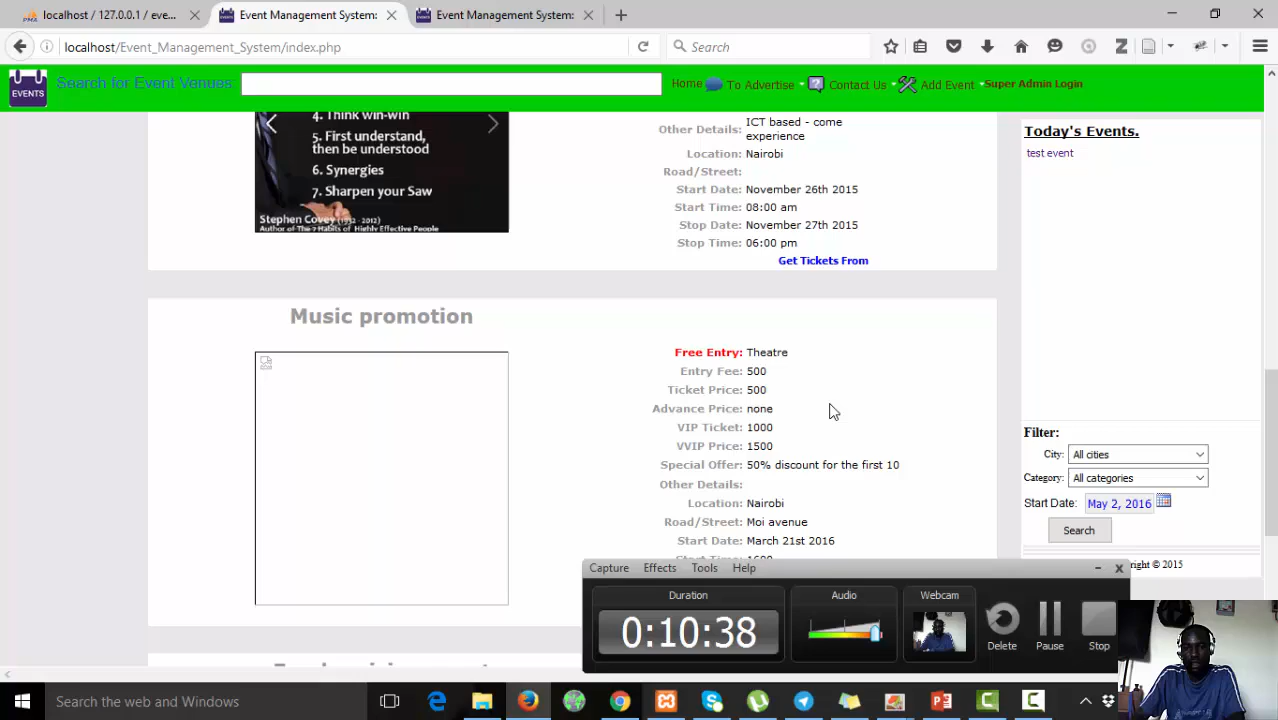 localhost / 127.0.0.1 / eve...
Event Management System:
Event Management System:
localhost/Event_Management_System/index.php
Search
EVENTS
Search for Event Venues:
Home
To Advertise
Contact Us
Add Event
Super Admin Login
4. Think win-win
5. First understand,
then be understood
6. Synergies
7. Sharpen your Saw
Stephen Covey (1932 - 2012)
Author of The 7 Habits of Highly Effective People
Other Details: ICT based - come
experience
Location: Nairobi
Road/Street:
Start Date: November 26th 2015
Start Time: 08:00 am
Stop Date: November 27th 2015
Stop Time: 06:00 pm
Get Tickets From
Music promotion
Free Entry: Theatre
Entry Fee: 500
Ticket Price: 500
Advance Price: none
VIP Ticket: 1000
VVIP Price: 1500
Special Offer: 50% discount for the first 10
Other Details:
Location: Nairobi
Road/Street: Moi avenue
Start Date: March 21st 2016
Start Time: 1600
Today's Events.
test event
Filter:
City: All cities
Category: All categories
Start Date: May 2, 2016
Search
right © 2015
Capture Effects Tools Help
Duration
0:10:38
Audio
Webcam
Delete
Pause
Stop
Search the web and Windows